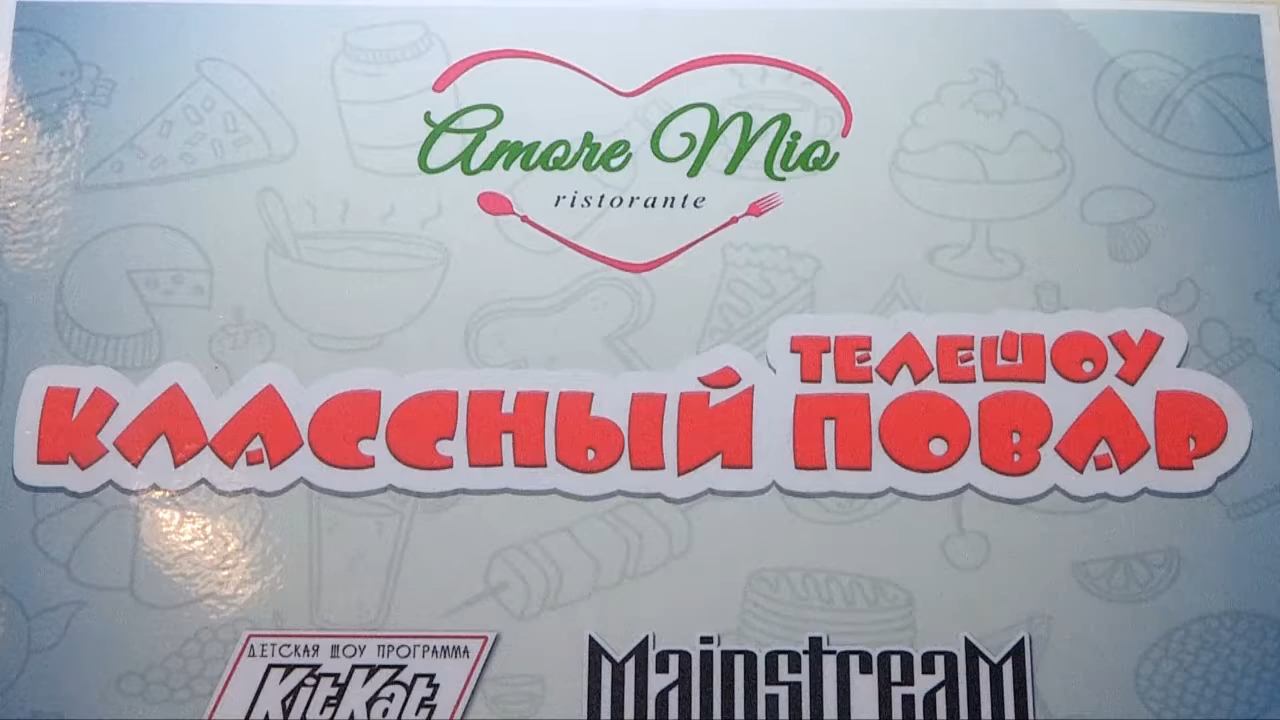 Amore Mio
ristorante
ТЕЛЕШОУ
КЛАССНЫЙ ПОВАР
ДЕТСКАЯ ШОУ ПРОГРАММА
KitKat
MainstreaM